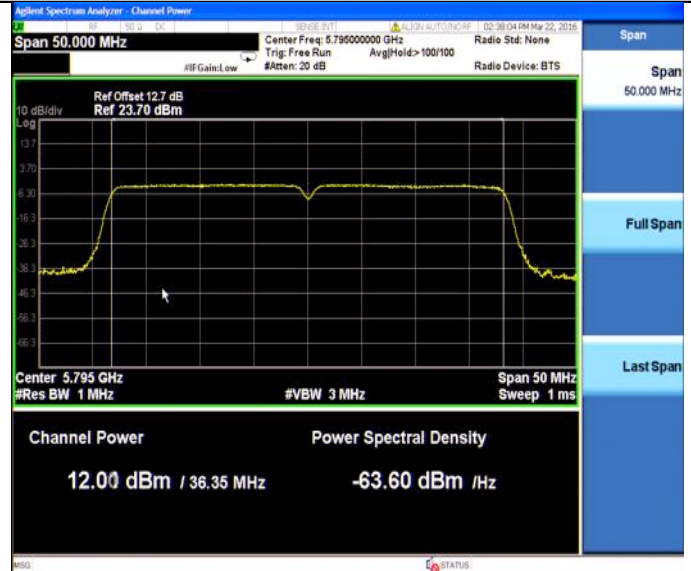 Agilent Spectrum Analyzer - Channel Power
RF 50 Ω DC SENSE:INT ALIGN AUTO/NO RF 02:38:04 PM Mar 22, 2016
Span 50.000 MHz
Center Freq: 5.795000000 GHz
Radio Std: None
Trig: Free Run Avg|Hold:> 100/100
#IFGain:Low #Atten: 20 dB Radio Device: BTS
Ref Offset 12.7 dB
10 dB/div Ref 23.70 dBm
Log
13.7
3.70
-6.30
-16.3
-26.3
-36.3
-46.3
-56.3
-66.3
Center 5.795 GHz Span 50 MHz
#Res BW 1 MHz #VBW 3 MHz Sweep 1 ms
Channel Power Power Spectral Density
12.00 dBm / 36.35 MHz -63.60 dBm /Hz
MSG STATUS
Span
Span
50.000 MHz
Full Span
Last Span